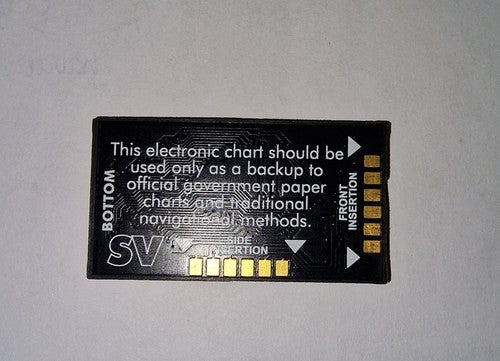 This electronic chart should be
used only as a backup to
official government paper
charts and traditional
navigational methods.
BOTTOM
SV
SIDE
INSERTION
FRONT
INSERTION